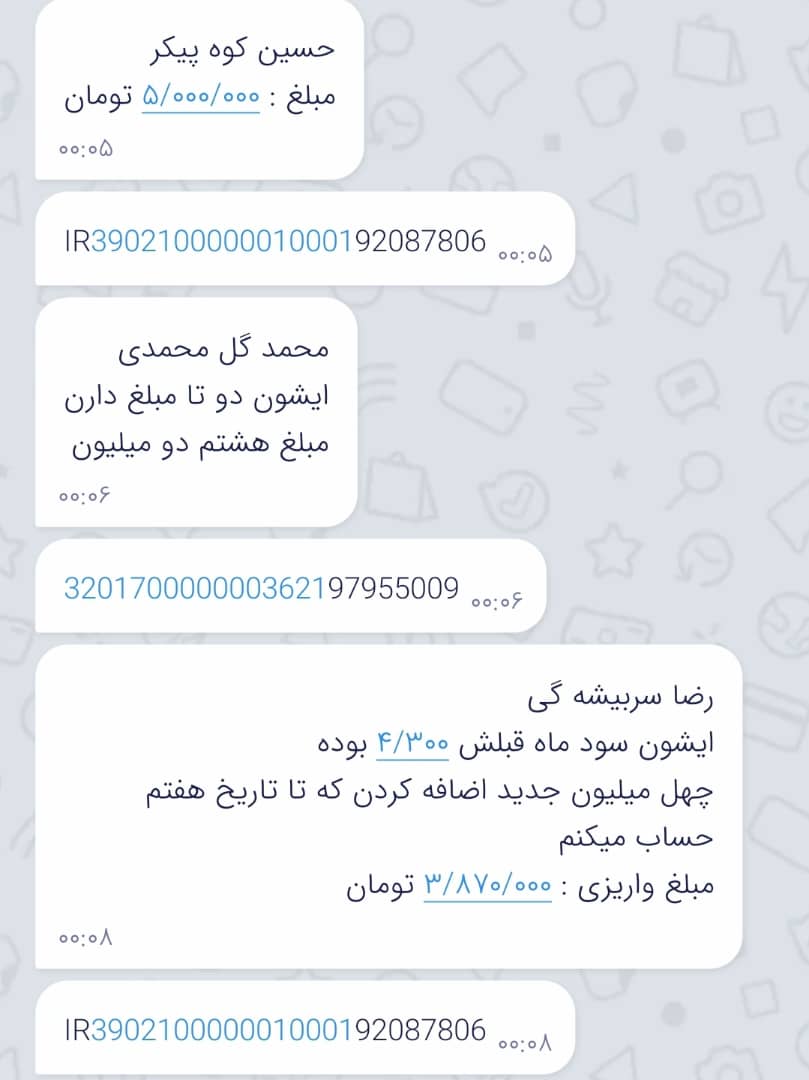 حسین کوه پیکر
مبلغ : ۵/۰۰۰/۰۰۰ تومان
۰۰:۰۵
IR390210000001000192087806
۰۰:۰۵
محمد گل محمدی
ایشون دو تا مبلغ دارن
مبلغ هشتم دو میلیون
۰۰:۰۶
320170000000362197955009
۰۰:۰۶
رضا سربیشه گی
ایشون سود ماه قبلش ۴/۳۰۰ بوده
چهل میلیون جدید اضافه کردن که تا تاریخ هفتم
حساب میکنم
مبلغ واریزی : ۳/۸۷۰/۰۰۰ تومان
۰۰:۰۸
IR390210000001000192087806
۰۰:۰۸